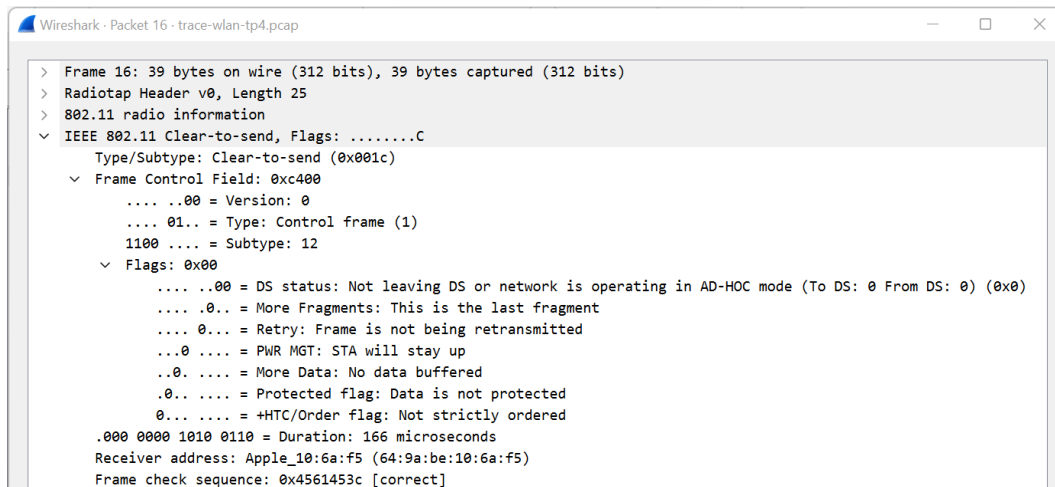 Wireshark · Packet 16 · trace-wlan-tp4.pcap
Frame 16: 39 bytes on wire (312 bits), 39 bytes captured (312 bits)
Radiotap Header v0, Length 25
802.11 radio information
IEEE 802.11 Clear-to-send, Flags: ........C
Type/Subtype: Clear-to-send (0x001c)
Frame Control Field: 0xc400
.... ..00 = Version: 0
.... 01.. = Type: Control frame (1)
1100 .... = Subtype: 12
Flags: 0x00
.... ..00 = DS status: Not leaving DS or network is operating in AD-HOC mode (To DS: 0 From DS: 0) (0x0)
.... .0.. = More Fragments: This is the last fragment
.... 0... = Retry: Frame is not being retransmitted
...0 .... = PWR MGT: STA will stay up
..0. .... = More Data: No data buffered
.0.. .... = Protected flag: Data is not protected
0... .... = +HTC/Order flag: Not strictly ordered
.000 0000 1010 0110 = Duration: 166 microseconds
Receiver address: Apple_10:6a:f5 (64:9a:be:10:6a:f5)
Frame check sequence: 0x4561453c [correct]